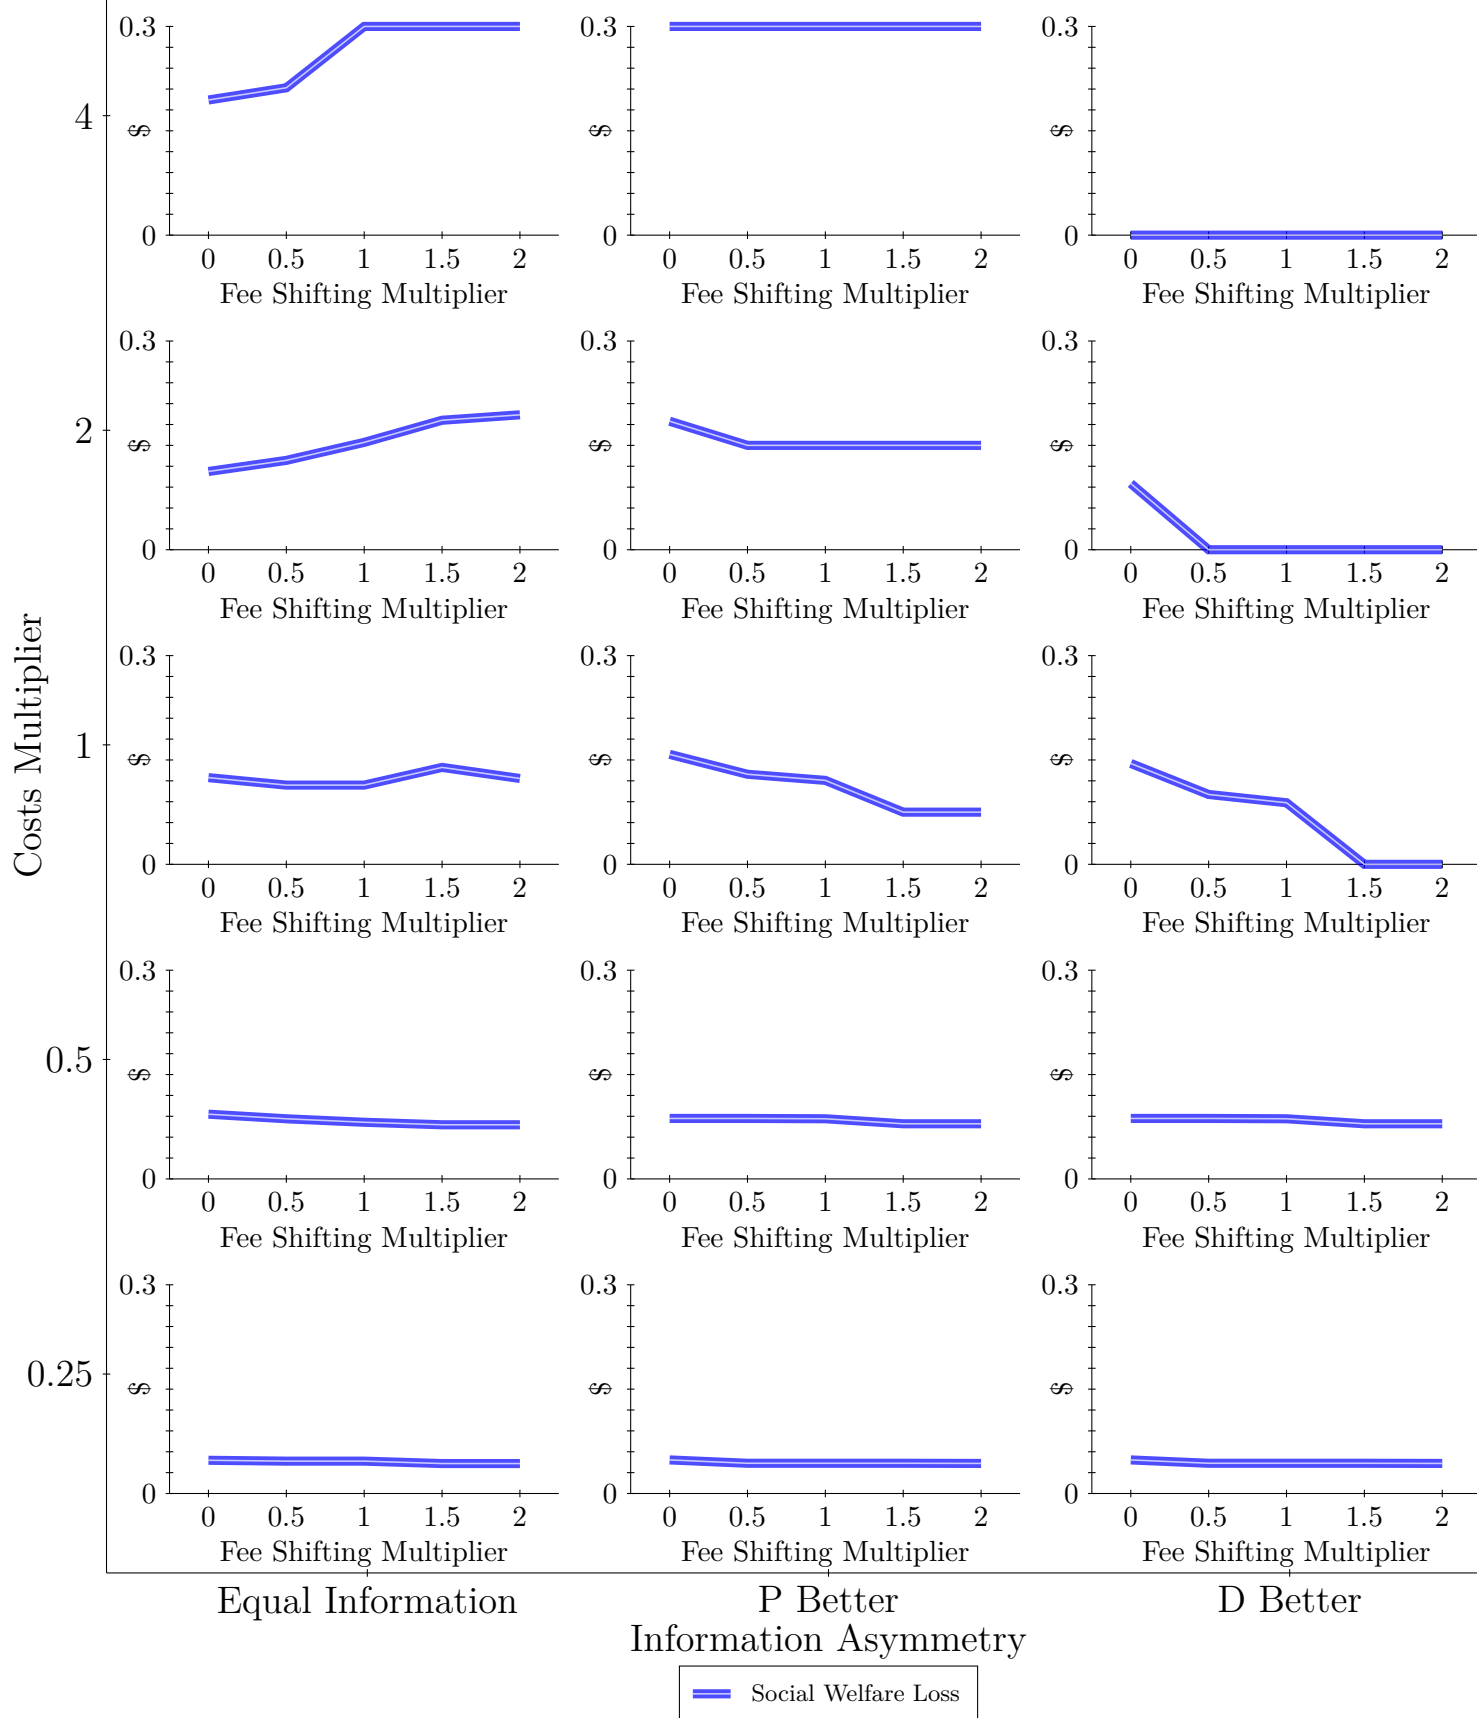 Costs Multiplier
4
0.3 0.3 0.3
$ $ $
0 0 0
0 0.5 1 1.5 2 0 0.5 1 1.5 2 0 0.5 1 1.5 2
Fee Shifting Multiplier Fee Shifting Multiplier Fee Shifting Multiplier
2
0.3 0.3 0.3
$ $ $
0 0 0
0 0.5 1 1.5 2 0 0.5 1 1.5 2 0 0.5 1 1.5 2
Fee Shifting Multiplier Fee Shifting Multiplier Fee Shifting Multiplier
1
0.3 0.3 0.3
$ $ $
0 0 0
0 0.5 1 1.5 2 0 0.5 1 1.5 2 0 0.5 1 1.5 2
Fee Shifting Multiplier Fee Shifting Multiplier Fee Shifting Multiplier
0.5
0.3 0.3 0.3
$ $ $
0 0 0
0 0.5 1 1.5 2 0 0.5 1 1.5 2 0 0.5 1 1.5 2
Fee Shifting Multiplier Fee Shifting Multiplier Fee Shifting Multiplier
0.25
0.3 0.3 0.3
$ $ $
0 0 0
0 0.5 1 1.5 2 0 0.5 1 1.5 2 0 0.5 1 1.5 2
Fee Shifting Multiplier Fee Shifting Multiplier Fee Shifting Multiplier
Equal Information P Better D Better
Information Asymmetry
Social Welfare Loss